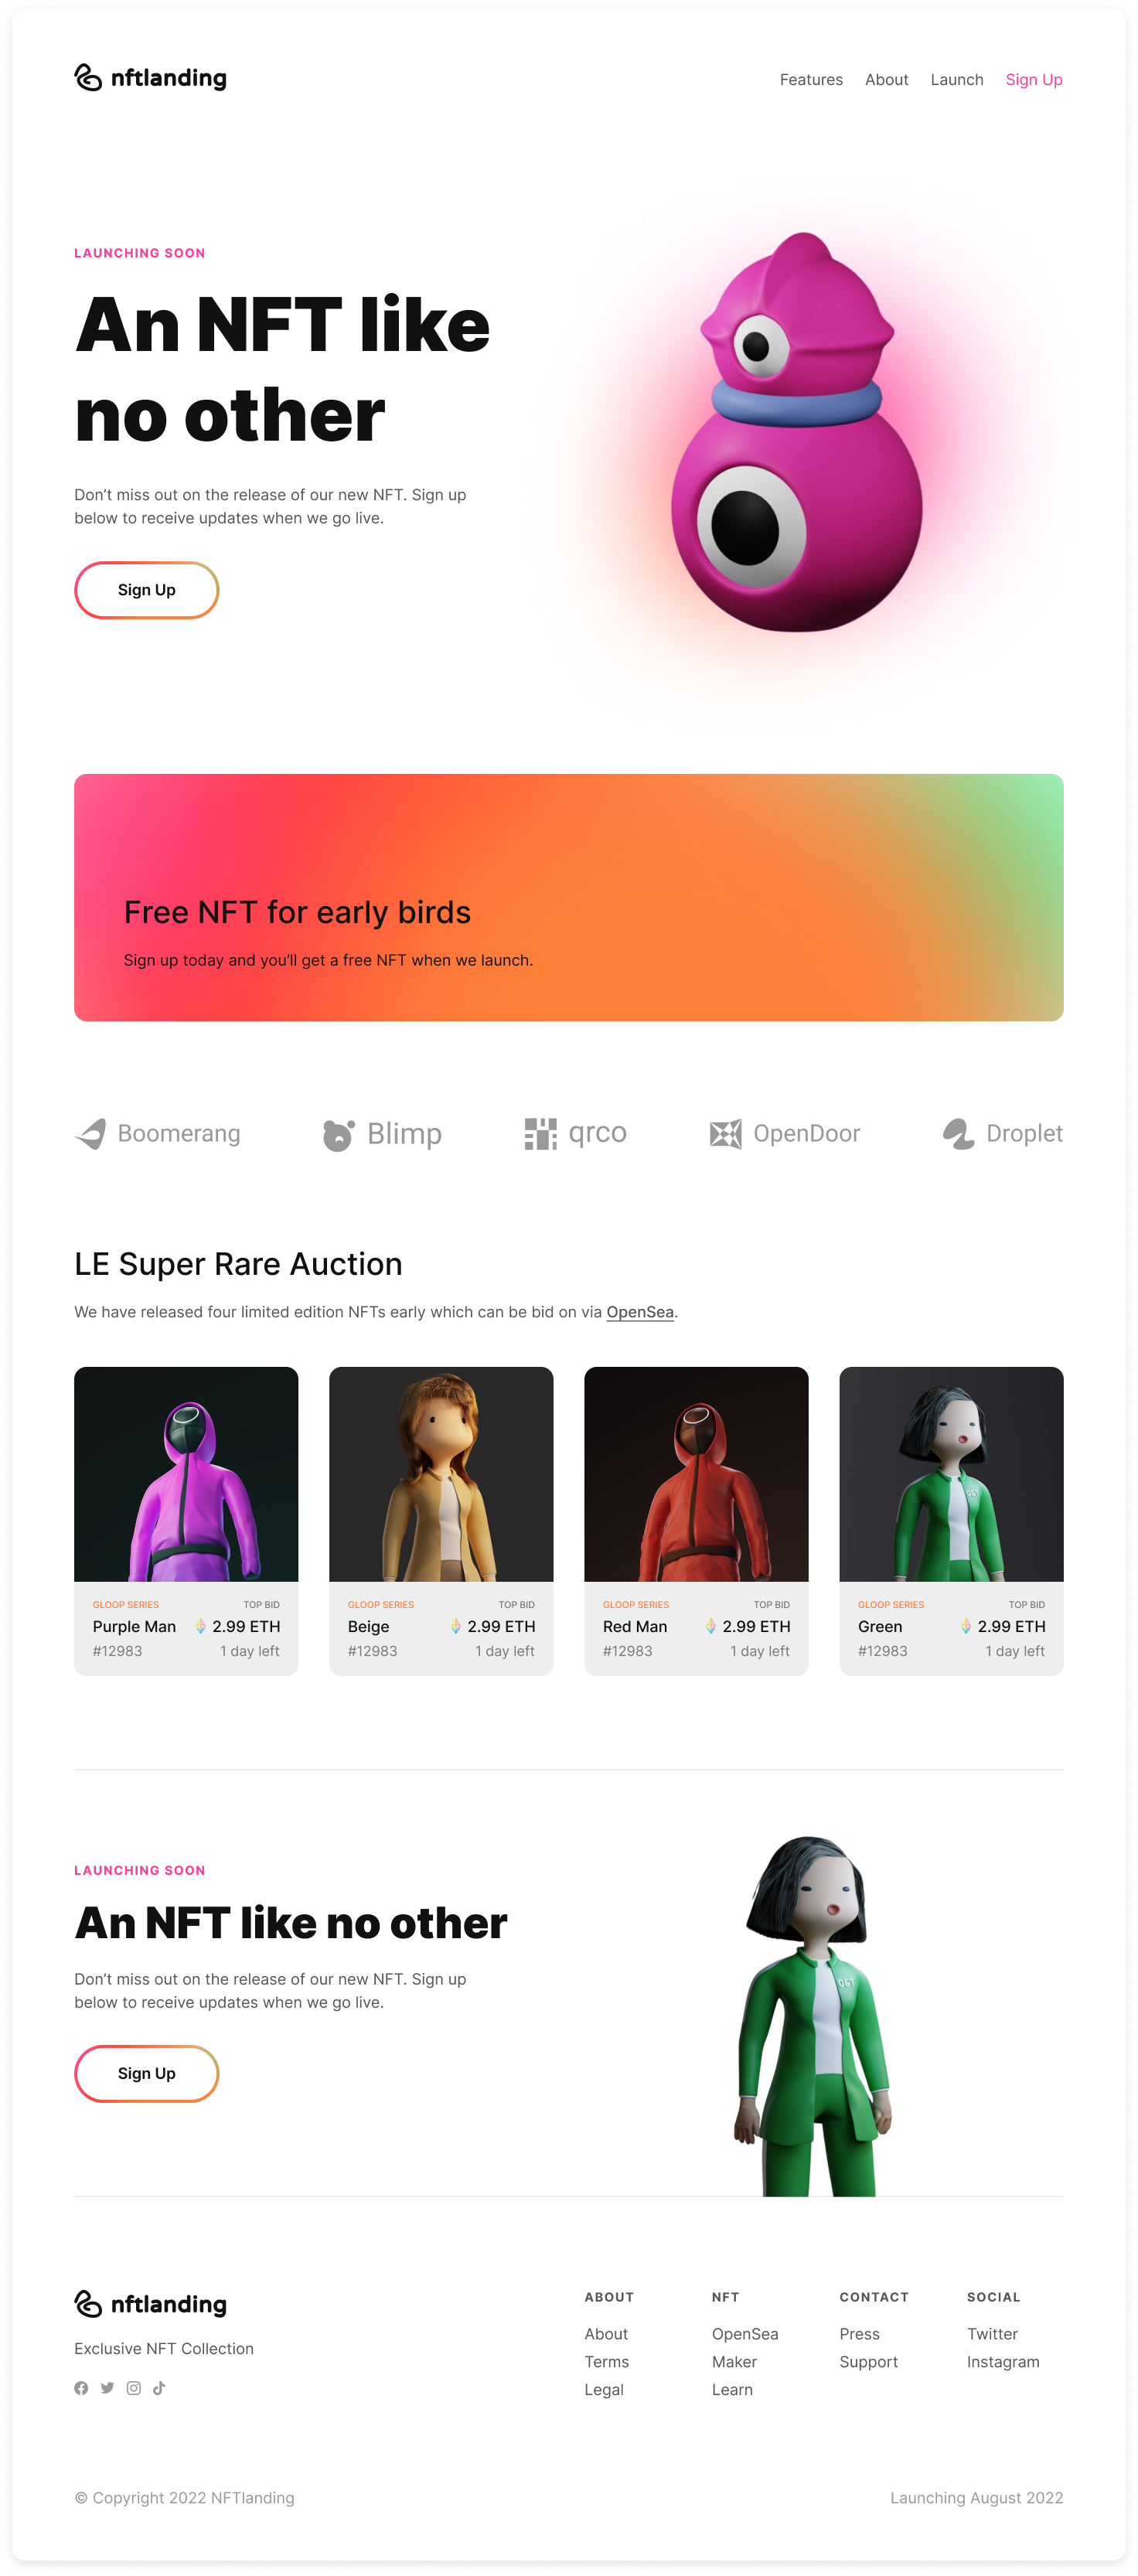 nftlanding
Features About Launch Sign Up
LAUNCHING SOON
An NFT like
no other
Don’t miss out on the release of our new NFT. Sign up
below to receive updates when we go live.
Sign Up
Free NFT for early birds
Sign up today and you’ll get a free NFT when we launch.
Boomerang Blimp qrco OpenDoor Droplet
LE Super Rare Auction
We have released four limited edition NFTs early which can be bid on via OpenSea.
067
GLOOP SERIES TOP BID
Purple Man 2.99 ETH
#12983 1 day left
GLOOP SERIES TOP BID
Beige 2.99 ETH
#12983 1 day left
GLOOP SERIES TOP BID
Red Man 2.99 ETH
#12983 1 day left
GLOOP SERIES TOP BID
Green 2.99 ETH
#12983 1 day left
LAUNCHING SOON
An NFT like no other
Don’t miss out on the release of our new NFT. Sign up
below to receive updates when we go live.
Sign Up
067
nftlanding
Exclusive NFT Collection
ABOUT
About
Terms
Legal
NFT
OpenSea
Maker
Learn
CONTACT
Press
Support
SOCIAL
Twitter
Instagram
© Copyright 2022 NFTlanding
Launching August 2022